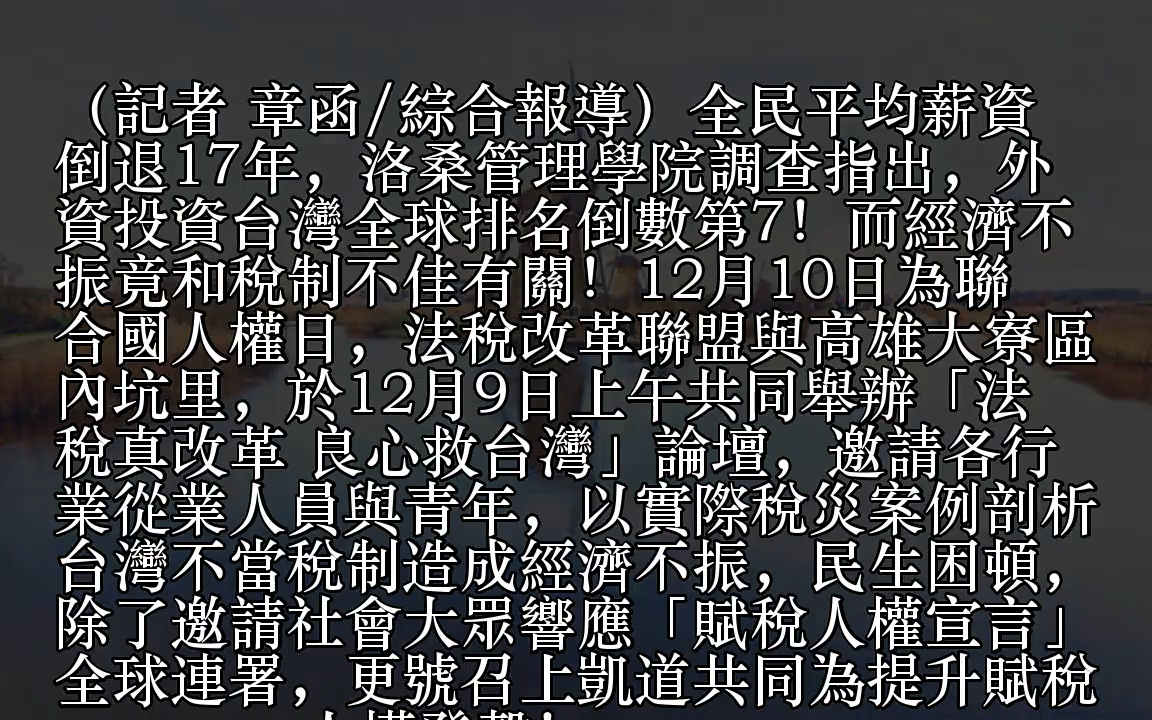 （記者 章函/綜合報導）全民平均薪資
倒退17年，洛桑管理學院調查指出，外
資投資台灣全球排名倒數第7！而經濟不
振竟和稅制不佳有關！12月10日為聯
合國人權日，法稅改革聯盟與高雄大寮區
內坑里，於12月9日上午共同舉辦「法
稅真改革 良心救台灣」論壇，邀請各行
業從業人員與青年，以實際稅災案例剖析
台灣不當稅制造成經濟不振，民生困頓，
除了邀請社會大眾響應「賦稅人權宣言」
全球連署，更號召上凱道共同為提升賦稅